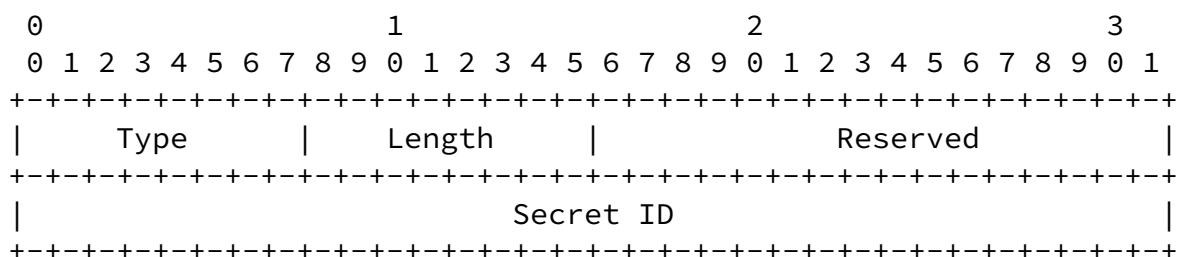 0                   1                   2                   3
 0 1 2 3 4 5 6 7 8 9 0 1 2 3 4 5 6 7 8 9 0 1 2 3 4 5 6 7 8 9 0 1
+-+-+-+-+-+-+-+-+-+-+-+-+-+-+-+-+-+-+-+-+-+-+-+-+-+-+-+-+-+-+-+-+
|     Type      |    Length     |             Reserved          |
+-+-+-+-+-+-+-+-+-+-+-+-+-+-+-+-+-+-+-+-+-+-+-+-+-+-+-+-+-+-+-+-+
|                           Secret ID                           |
+-+-+-+-+-+-+-+-+-+-+-+-+-+-+-+-+-+-+-+-+-+-+-+-+-+-+-+-+-+-+-+-+